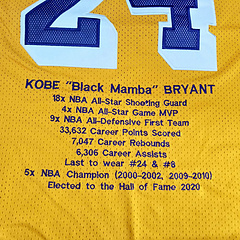 24
KOBE "Black Mamba" BRYANT
18x NBA All-Star Shooting Guard
4x NBA All-Star Game MVP
9x NBA All-Defensive First Team
33,632 Career Points Scored
7,047 Career Rebounds
6,306 Career Assists
Last to wear #24 & #8
5x NBA Champion (2000-2002, 2009-2010)
Elected to the Hall of Fame 2020